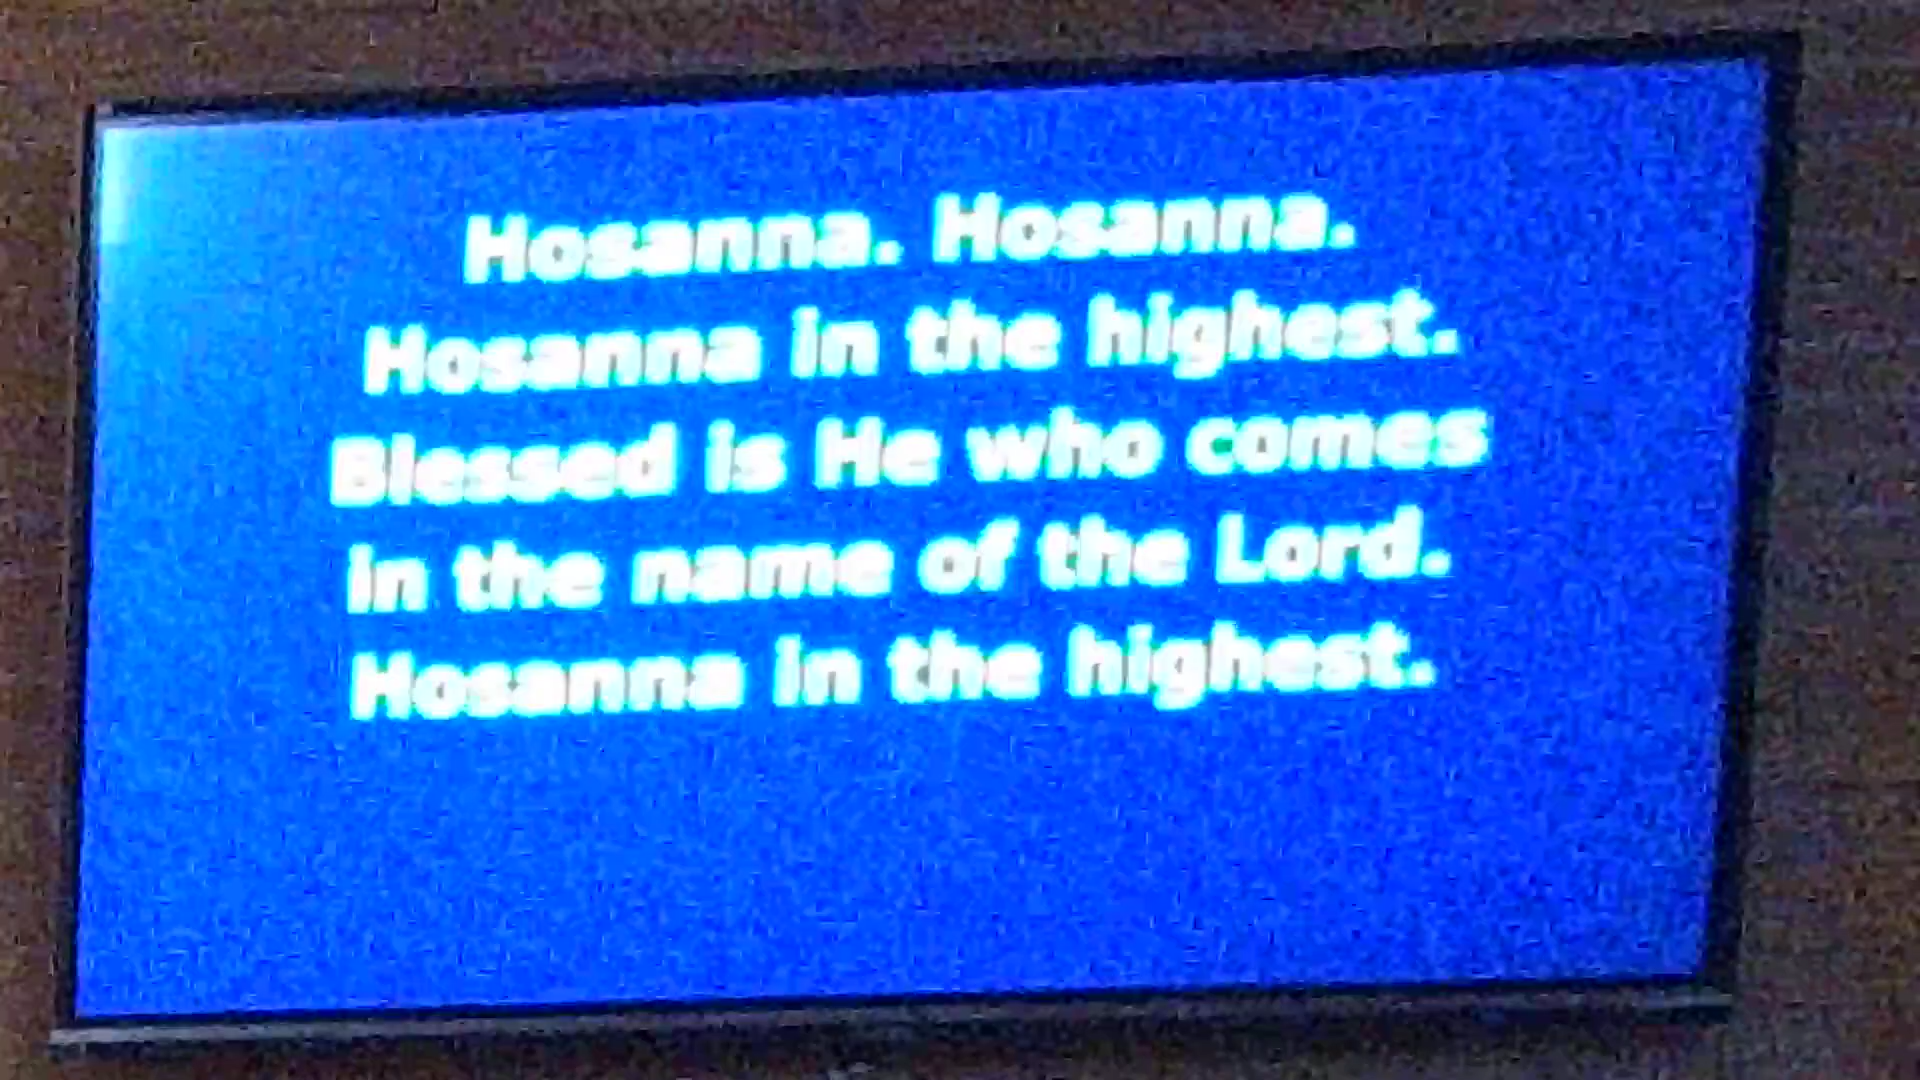 Hosanna. Hosanna.
Hosanna in the highest.
Blessed is He who comes
in the name of the Lord.
Hosanna in the highest.